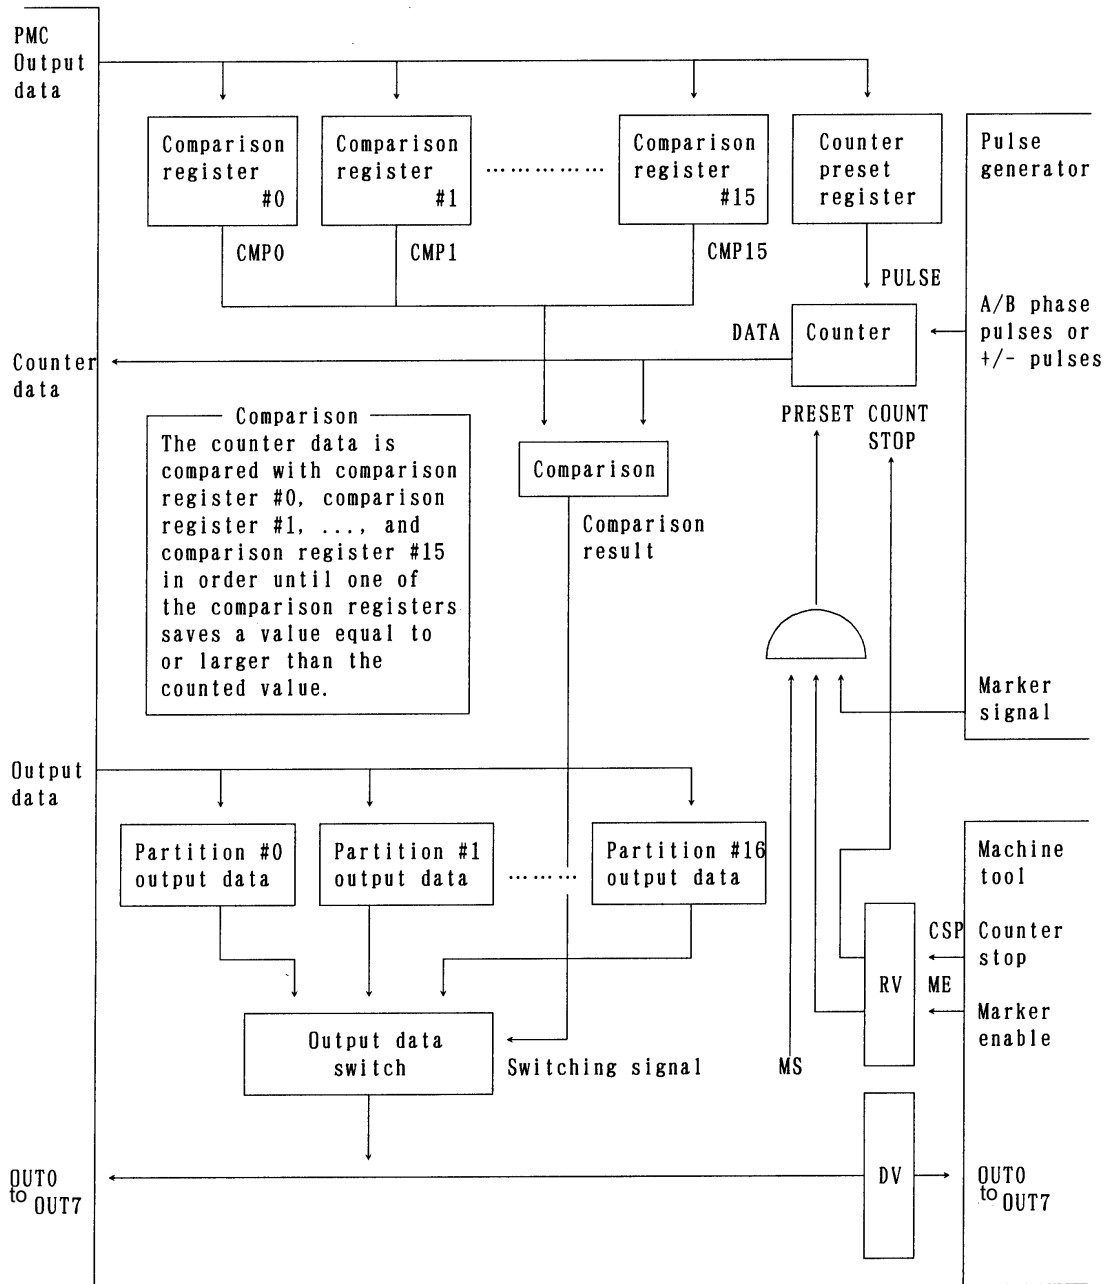 PMC
Output
data
Comparison
register
#0
Comparison
register
#1
...............
Comparison
register
#15
Counter
preset
register
Pulse
generator
CMP0
CMP1
CMP15
PULSE
A/B phase
pulses or
+/- pulses
DATA
Counter
Counter
data
PRESET COUNT
STOP
Comparison
The counter data is
compared with comparison
register #0, comparison
register #1, ..., and
comparison register #15
in order until one of
the comparison registers
saves a value equal to
or larger than the
counted value.
Comparison
Comparison
result
Marker
signal
Output
data
Partition #0
output data
Partition #1
output data
.........
Partition #16
output data
Machine
tool
CSP
Counter
stop
RV
ME
Marker
enable
Output data
switch
Switching signal
MS
DV
OUT0
to OUT7
OUT0
to OUT7